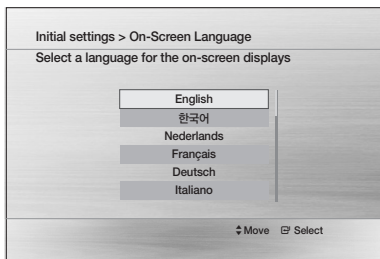 Initial settings > On-Screen Language
Select a language for the on-screen displays
English
한국어
Nederlands
Français
Deutsch
Italiano
Move Select